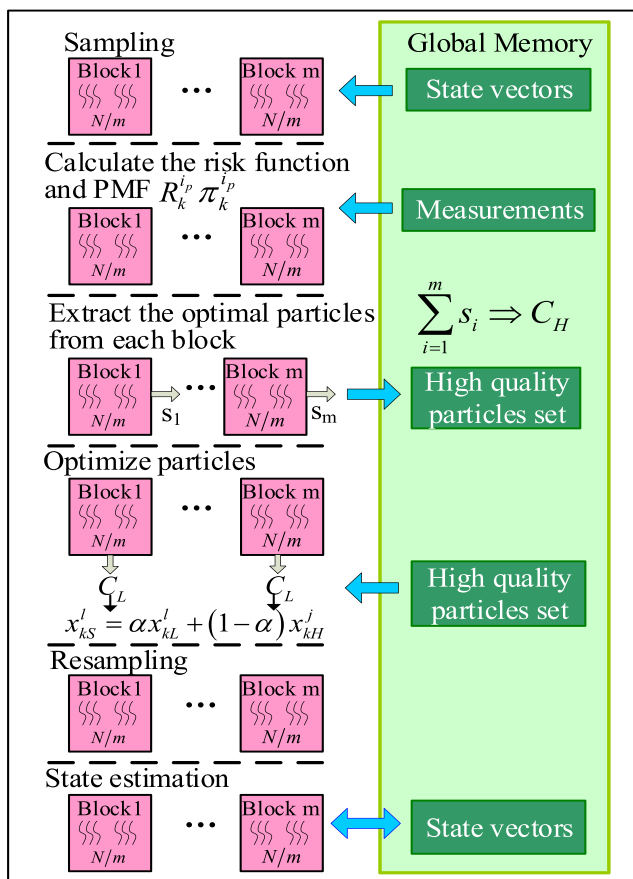 Sampling
Global Memory
Block1 Block m
••• 
N/m N/m
State vectors
Calculate the risk function
and PMF R_k^{i_p} π_k^{i_p}
Measurements
Block1 Block m
•••
N/m N/m
Extract the optimal particles
from each block
\sum_{i=1}^{m} s_i ⇒ C_H
Block1 Block m
•••
N/m s_1 N/m s_m
High quality
particles set
Optimize particles
Block1 Block m
•••
N/m N/m
C_L C_L
High quality
particles set
x_{kS}^l = αx_{kL}^l + (1−α)x_{kH}^j
Resampling
Block1 Block m
•••
N/m N/m
State estimation
Block1 Block m
•••
N/m N/m
State vectors